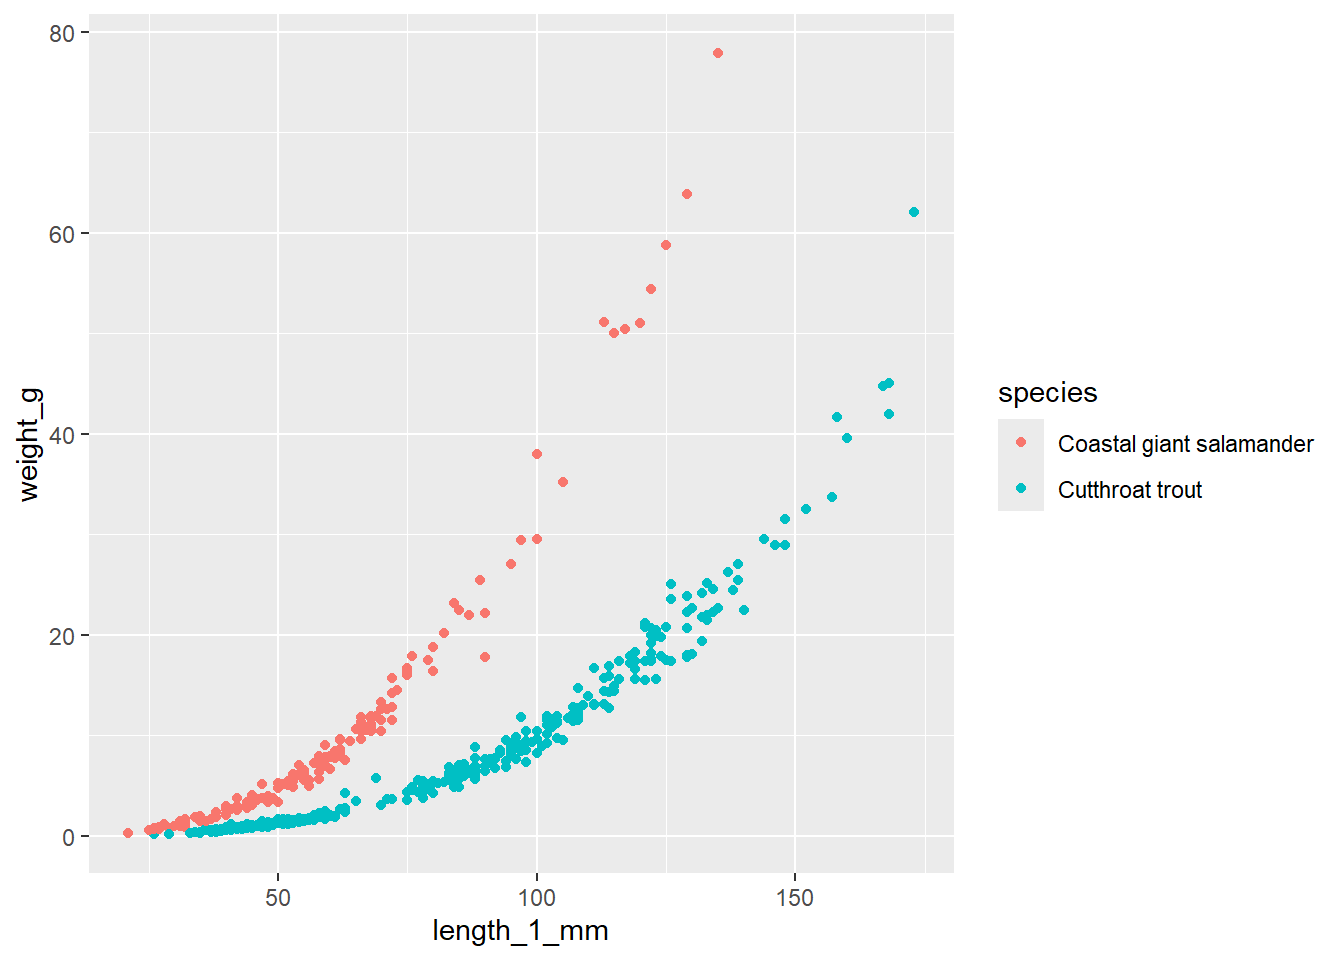 80
60
40
20
0
weight_g
50 100 150
length_1_mm
species
Coastal giant salamander
Cutthroat trout